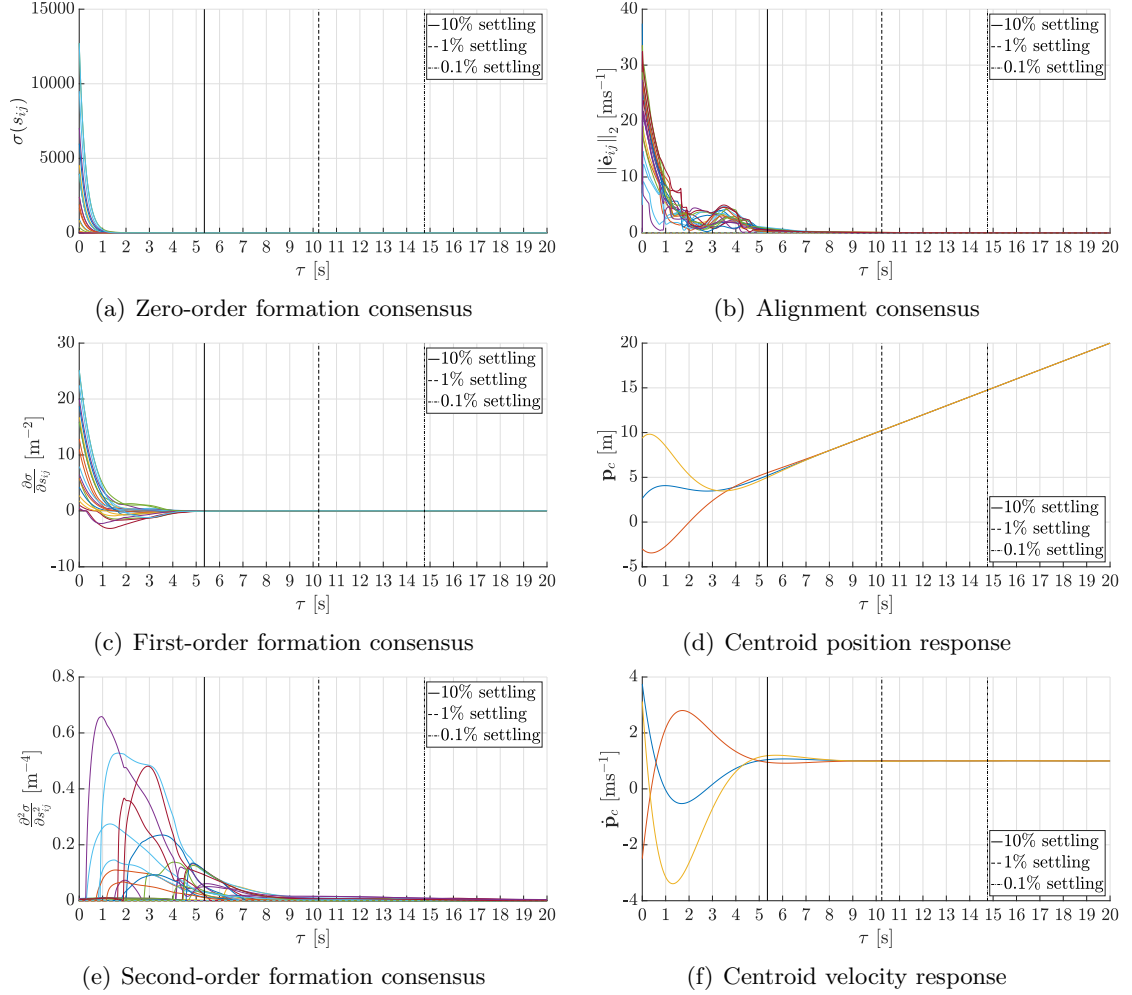 15000
10000
5000
0
σ(s_{ij})
10% settling
1% settling
0.1% settling
0 1 2 3 4 5 6 7 8 9 10 11 12 13 14 15 16 17 18 19 20
τ [s]
(a) Zero-order formation consensus
40
30
20
10
0
||ė_{ij}||_2 [ms^{-1}]
10% settling
1% settling
0.1% settling
0 1 2 3 4 5 6 7 8 9 10 11 12 13 14 15 16 17 18 19 20
τ [s]
(b) Alignment consensus
30
20
10
0
-10
∂σ/∂s_{ij} [m^{-2}]
10% settling
1% settling
0.1% settling
0 1 2 3 4 5 6 7 8 9 10 11 12 13 14 15 16 17 18 19 20
τ [s]
(c) First-order formation consensus
20
15
10
5
0
-5
p_c [m]
10% settling
1% settling
0.1% settling
0 1 2 3 4 5 6 7 8 9 10 11 12 13 14 15 16 17 18 19 20
τ [s]
(d) Centroid position response
0.8
0.6
0.4
0.2
0
∂²σ/∂s²_{ij} [m^{-4}]
10% settling
1% settling
0.1% settling
0 1 2 3 4 5 6 7 8 9 10 11 12 13 14 15 16 17 18 19 20
τ [s]
(e) Second-order formation consensus
4
2
0
-2
-4
ṗ_c [ms^{-1}]
10% settling
1% settling
0.1% settling
0 1 2 3 4 5 6 7 8 9 10 11 12 13 14 15 16 17 18 19 20
τ [s]
(f) Centroid velocity response